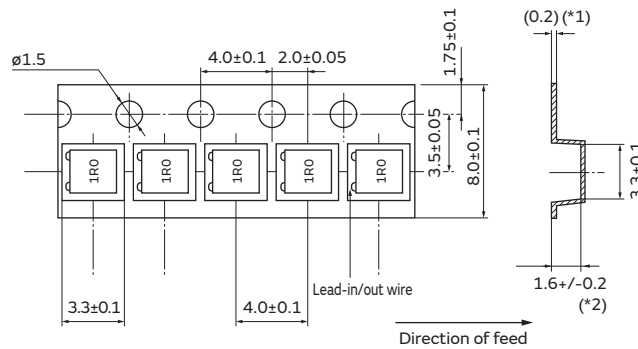 (0.2) (*1)
4.0±0.1
2.0±0.05
1.75±0.1
ø1.5
3.5±0.05
8.0±0.1
1R0
1R0
1R0
1R0
1R0
3.3±0.1
Lead-in/out wire
3.3±0.1
4.0±0.1
1.6+/-0.2
(*2)
Direction of feed